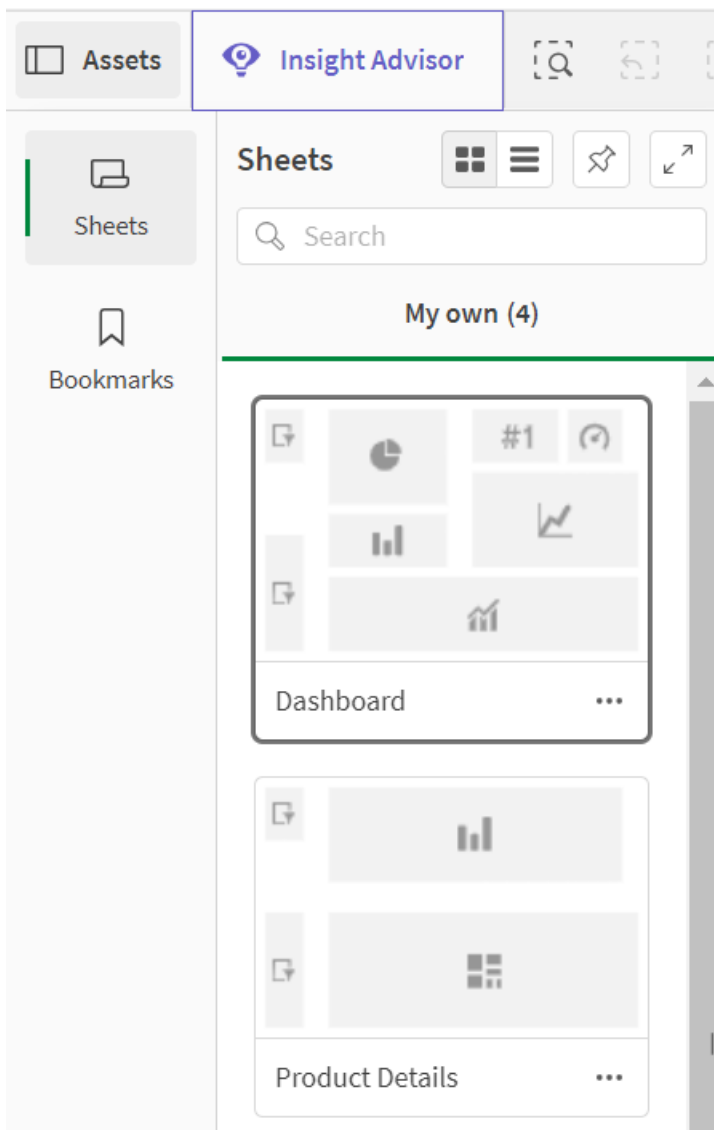 Assets
Insight Advisor
Sheets
Sheets
Search
Bookmarks
My own (4)
#1
Dashboard
Product Details